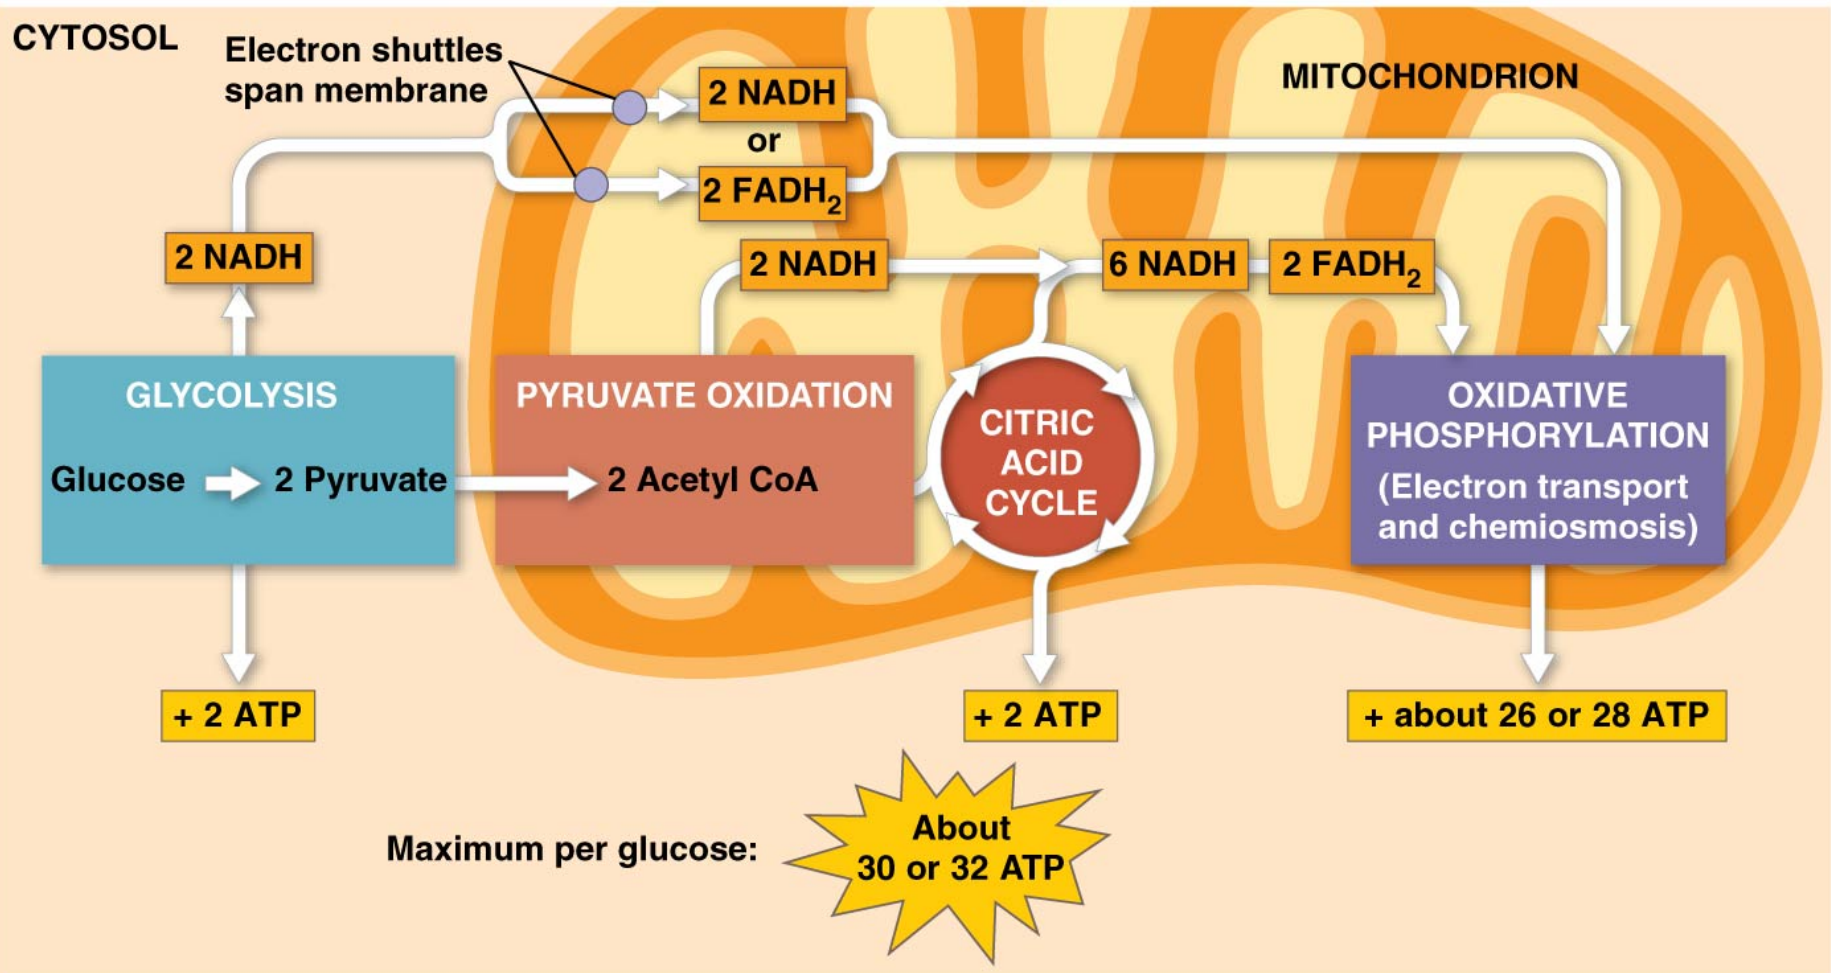 CYTOSOL
Electron shuttles
span membrane
2 NADH
or
2 FADH₂
MITOCHONDRION
2 NADH
2 NADH
6 NADH
2 FADH₂
GLYCOLYSIS
Glucose
2 Pyruvate
PYRUVATE OXIDATION
2 Acetyl CoA
CITRIC
ACID
CYCLE
OXIDATIVE
PHOSPHORYLATION
(Electron transport
and chemiosmosis)
+ 2 ATP
+ 2 ATP
+ about 26 or 28 ATP
Maximum per glucose:
About
30 or 32 ATP